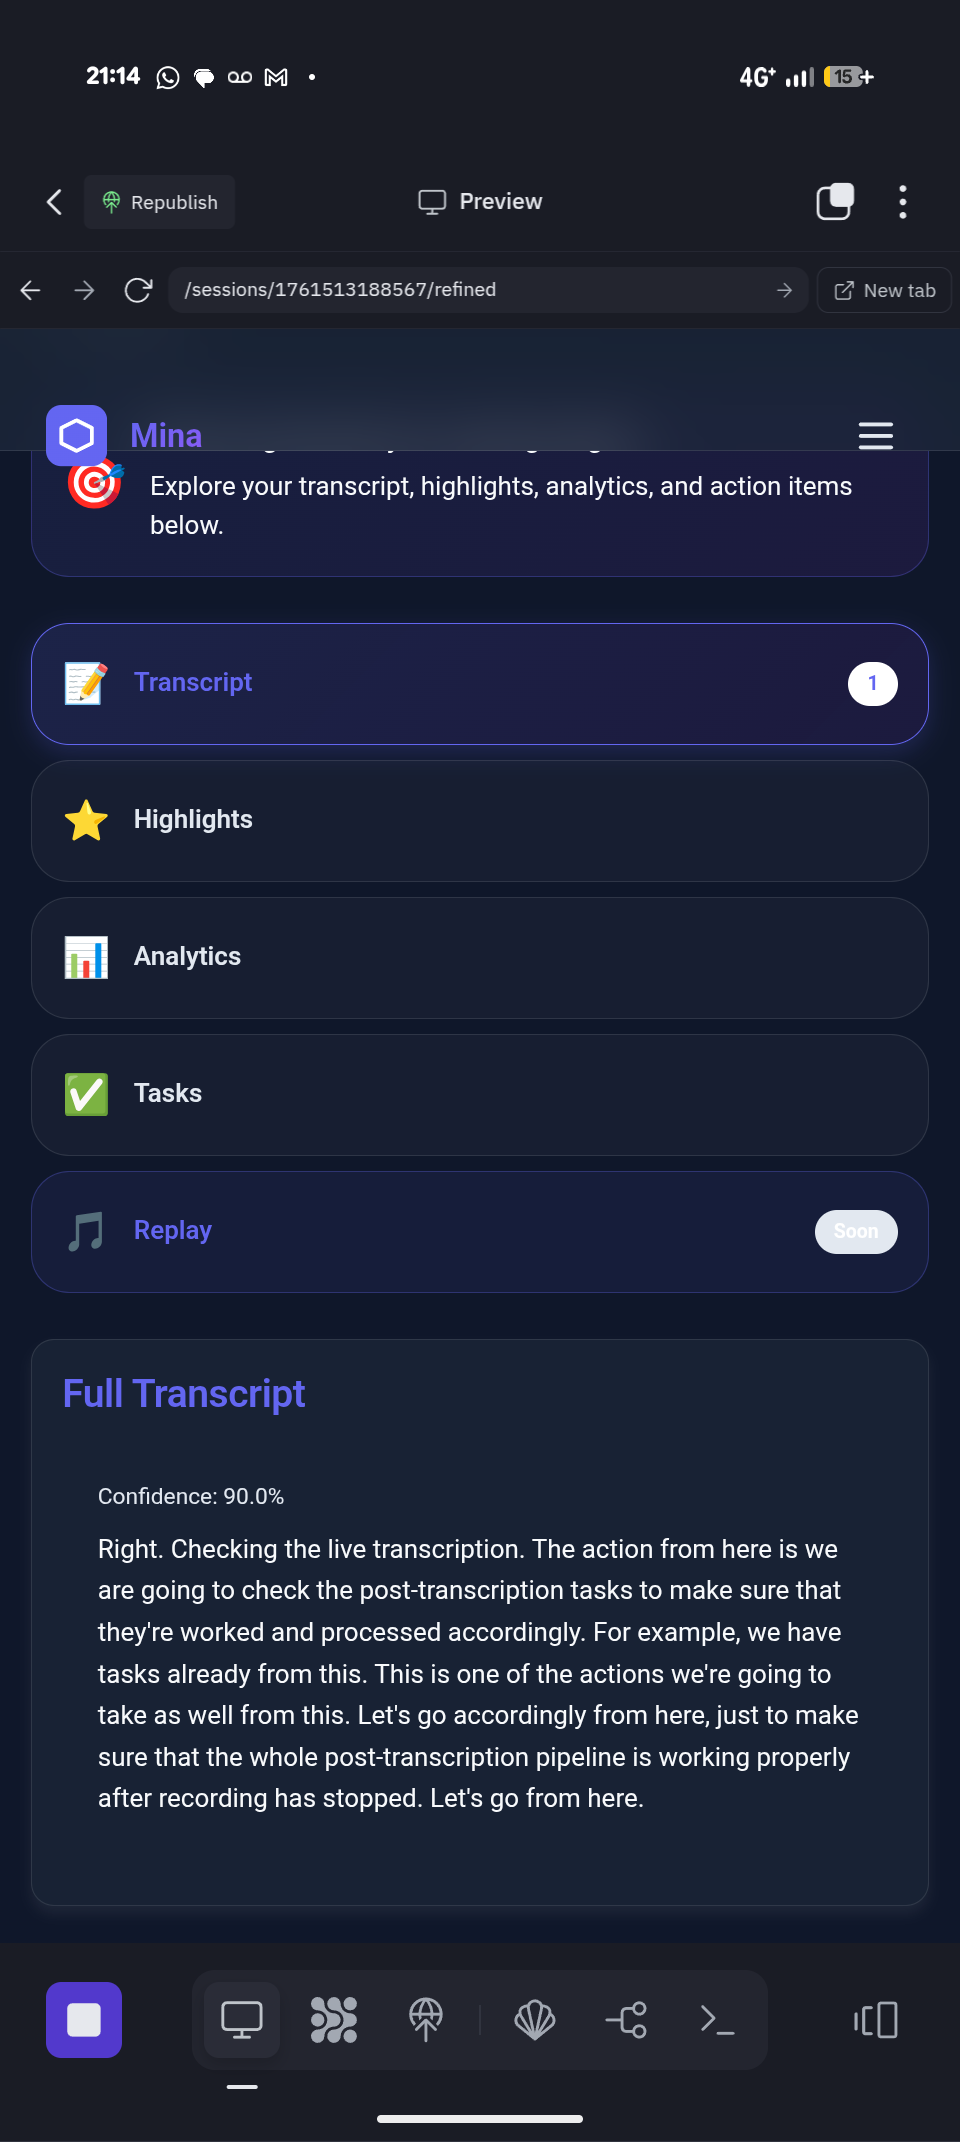 21:14
4G+ 15
Republish
Preview
/sessions/1761513188567/refined
New tab
Mina
Explore your transcript, highlights, analytics, and action items
below.
Transcript
1
Highlights
Analytics
Tasks
Replay
Soon
Full Transcript
Confidence: 90.0%
Right. Checking the live transcription. The action from here is we
are going to check the post-transcription tasks to make sure that
they're worked and processed accordingly. For example, we have
tasks already from this. This is one of the actions we're going to
take as well from this. Let's go accordingly from here, just to make
sure that the whole post-transcription pipeline is working properly
after recording has stopped. Let's go from here.